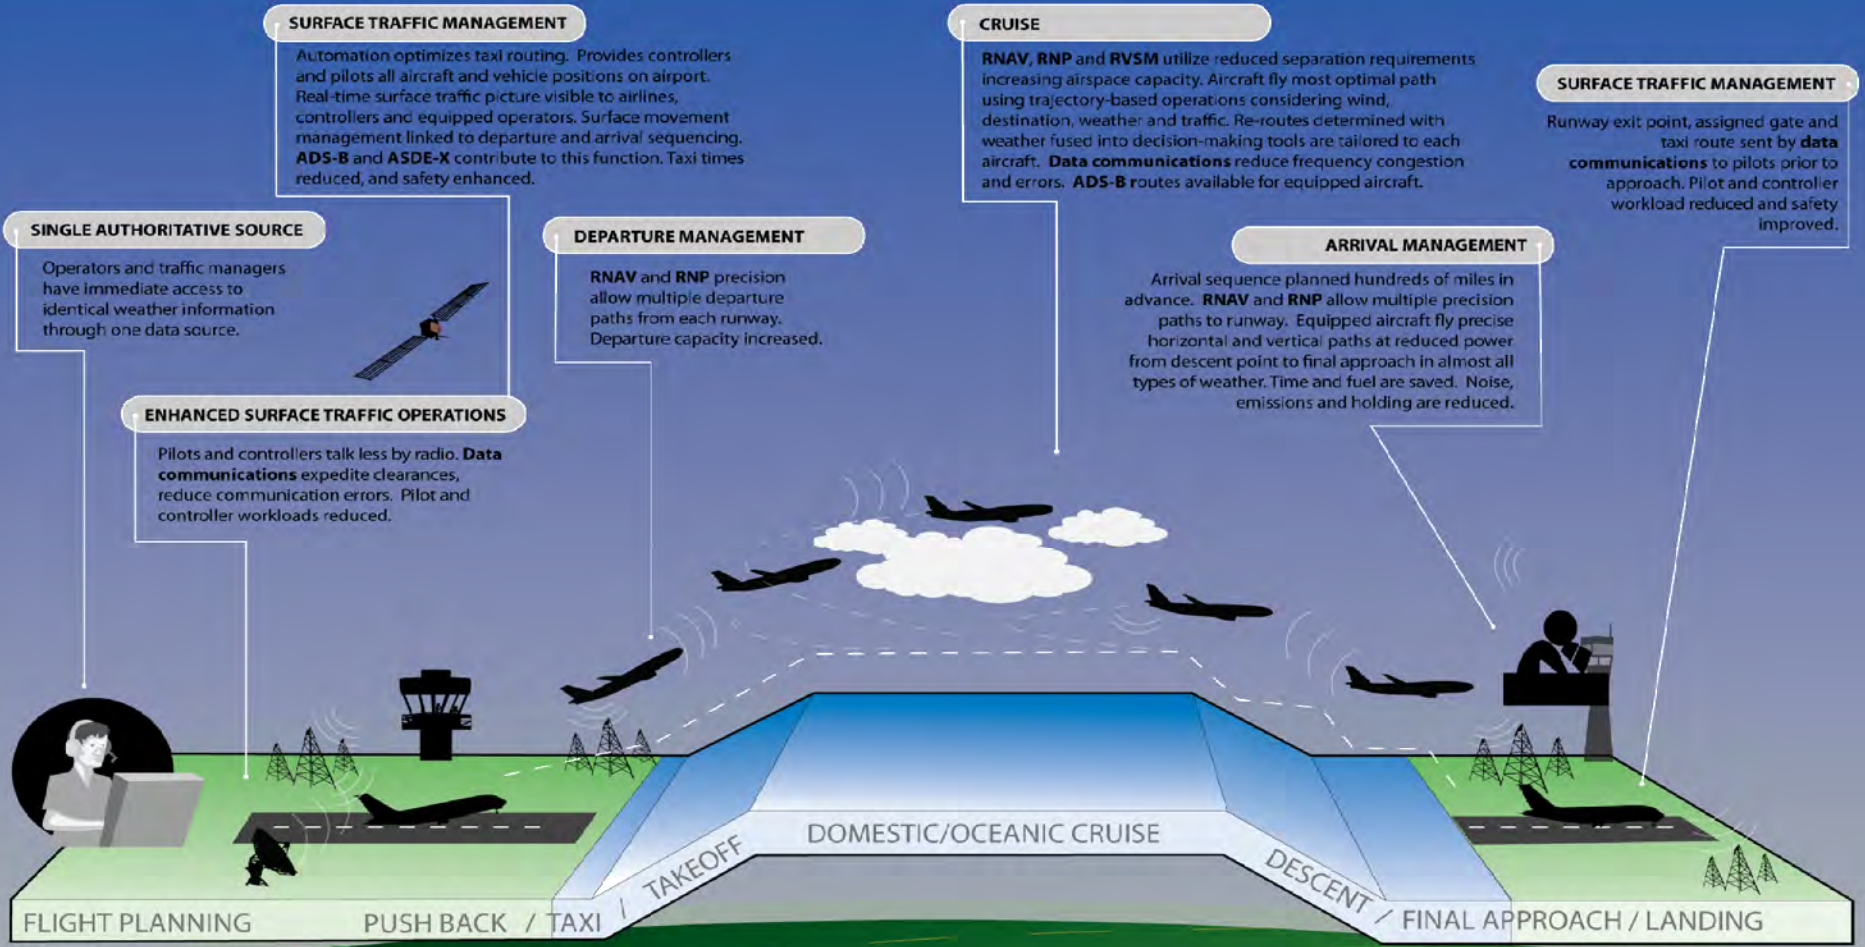 SURFACE TRAFFIC MANAGEMENT
Automation optimizes taxi routing. Provides controllers
and pilots all aircraft and vehicle positions on airport.
Real-time surface traffic picture visible to airlines,
controllers and equipped operators. Surface movement
management linked to departure and arrival sequencing.
ADS-B and ASDE-X contribute to this function. Taxi times
reduced, and safety enhanced.
CRUISE
RNAV, RNP and RVSM utilize reduced separation requirements
increasing airspace capacity. Aircraft fly most optimal path
using trajectory-based operations considering wind,
destination, weather and traffic. Re-routes determined with
weather fused into decision-making tools are tailored to each
aircraft. Data communications reduce frequency congestion
and errors. ADS-B routes available for equipped aircraft.
SURFACE TRAFFIC MANAGEMENT
Runway exit point, assigned gate and
taxi route sent by data
communications to pilots prior to
approach. Pilot and controller
workload reduced and safety
improved.
SINGLE AUTHORITATIVE SOURCE
Operators and traffic managers
have immediate access to
identical weather information
through one data source.
DEPARTURE MANAGEMENT
RNAV and RNP precision
allow multiple departure
paths from each runway.
Departure capacity increased.
ARRIVAL MANAGEMENT
Arrival sequence planned hundreds of miles in
advance. RNAV and RNP allow multiple precision
paths to runway. Equipped aircraft fly precise
horizontal and vertical paths at reduced power
from descent point to final approach in almost all
types of weather. Time and fuel are saved. Noise,
emissions and holding are reduced.
ENHANCED SURFACE TRAFFIC OPERATIONS
Pilots and controllers talk less by radio. Data
communications expedite clearances,
reduce communication errors. Pilot and
controller workloads reduced.
FLIGHT PLANNING
PUSH BACK / TAXI / TAKEOFF
DOMESTIC/OCEANIC CRUISE
DESCENT / FINAL APPROACH / LANDING